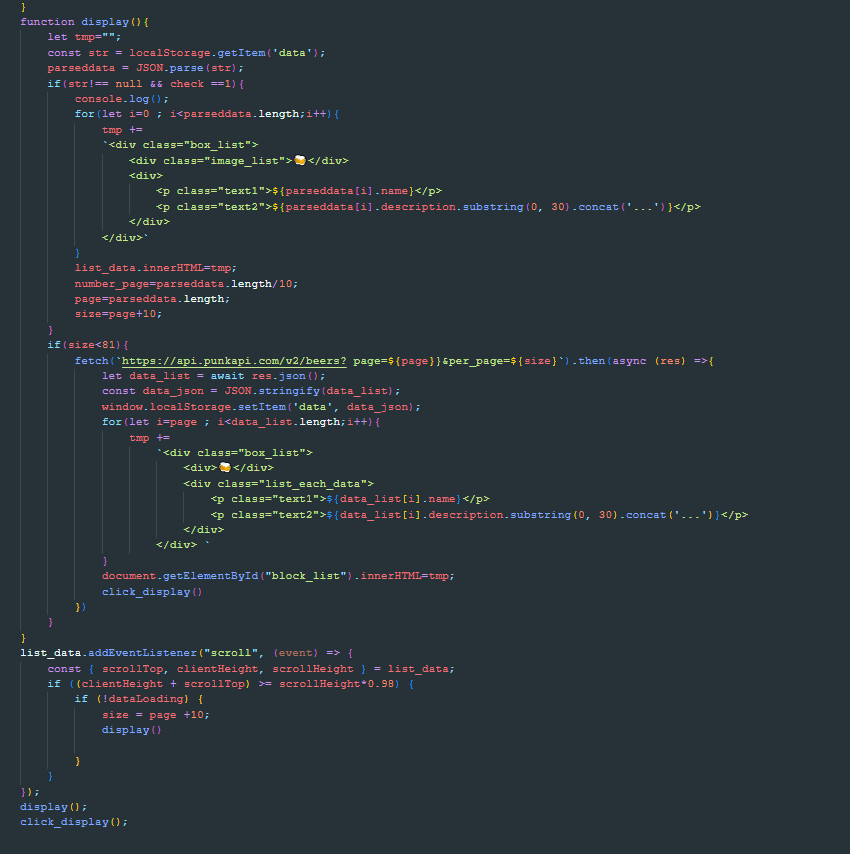 }
function display(){
let tmp="";
const str = localStorage.getItem('data');
parseddata = JSON.parse(str);
if(str!== null && check ==1){
console.log();
for(let i=0 ; i<parseddata.length;i++){
tmp +=
`<div class="box_list">
<div class="image_list">🍻</div>
<div>
<p class="text1">${parseddata[i].name}</p>
<p class="text2">${parseddata[i].description.substring(0, 30).concat('...')}</p>
</div>
</div>`
}
list_data.innerHTML=tmp;
number_page=parseddata.length/10;
page=parseddata.length;
size=page+10;
}
if(size<81){
fetch(`https://api.punkapi.com/v2/beers? page=${page}}&per_page=${size}`).then(async (res) =>{
let data_list = await res.json();
const data_json = JSON.stringify(data_list);
window.localStorage.setItem('data', data_json);
for(let i=page ; i<data_list.length;i++){
tmp +=
`<div class="box_list">
<div>🍻</div>
<div class="list_each_data">
<p class="text1">${data_list[i].name}</p>
<p class="text2">${data_list[i].description.substring(0, 30).concat('...')}</p>
</div>
</div> `
}
document.getElementById("block_list").innerHTML=tmp;
click_display()
})
}
}
list_data.addEventListener("scroll", (event) => {
const { scrollTop, clientHeight, scrollHeight } = list_data;
if ((clientHeight + scrollTop) >= scrollHeight*0.98) {
if (!dataLoading) {
size = page +10;
display()
}
}
});
display();
click_display();